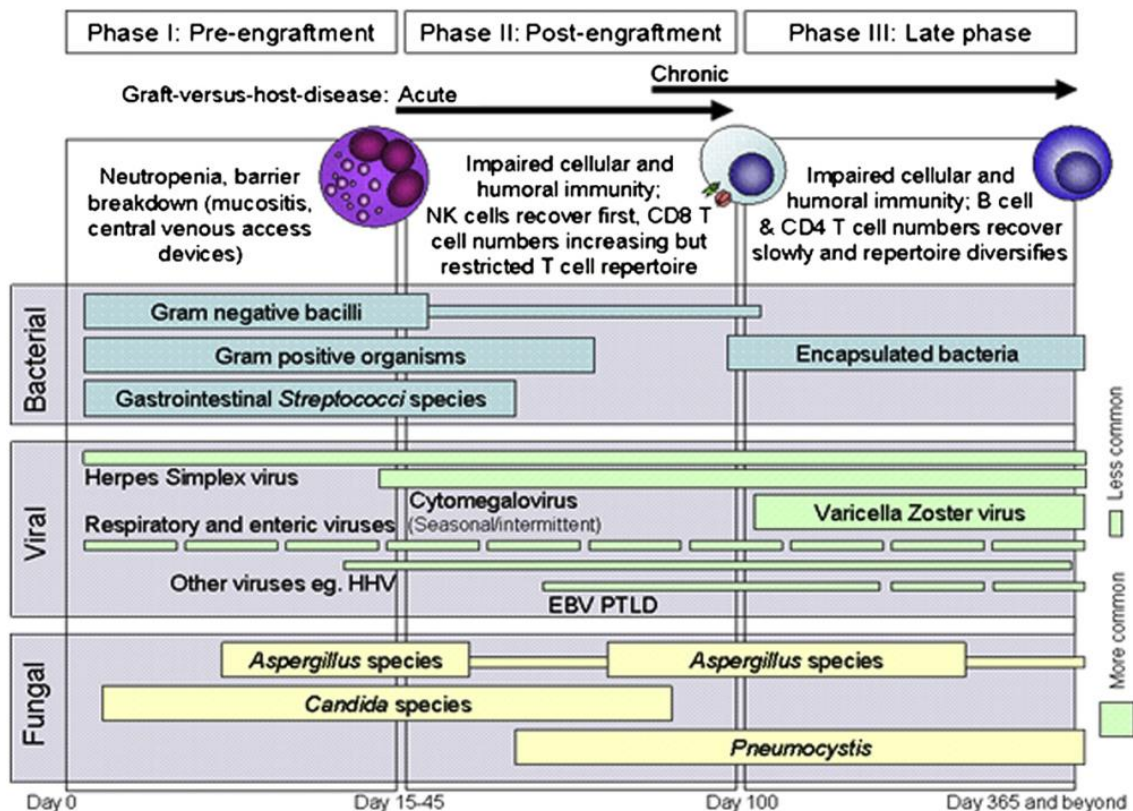 Phase I: Pre-engraftment
Phase II: Post-engraftment
Phase III: Late phase
Chronic
Graft-versus-host-disease: Acute
Neutropenia, barrier
breakdown (mucositis,
central venous access
devices)
Impaired cellular and
humoral immunity;
NK cells recover first, CD8 T
cell numbers increasing but
restricted T cell repertoire
Impaired cellular and
humoral immunity; B cell
& CD4 T cell numbers recover
slowly and repertoire diversifies
Bacterial
Gram negative bacilli
Gram positive organisms
Encapsulated bacteria
Gastrointestinal Streptococci species
Viral
Herpes Simplex virus
Cytomegalovirus
(Seasonal/intermittent)
Respiratory and enteric viruses
Varicella Zoster virus
Other viruses eg. HHV
EBV PTLD
Less common
More common
Fungal
Aspergillus species
Aspergillus species
Candida species
Pneumocystis
Day 0
Day 15-45
Day 100
Day 365 and beyond